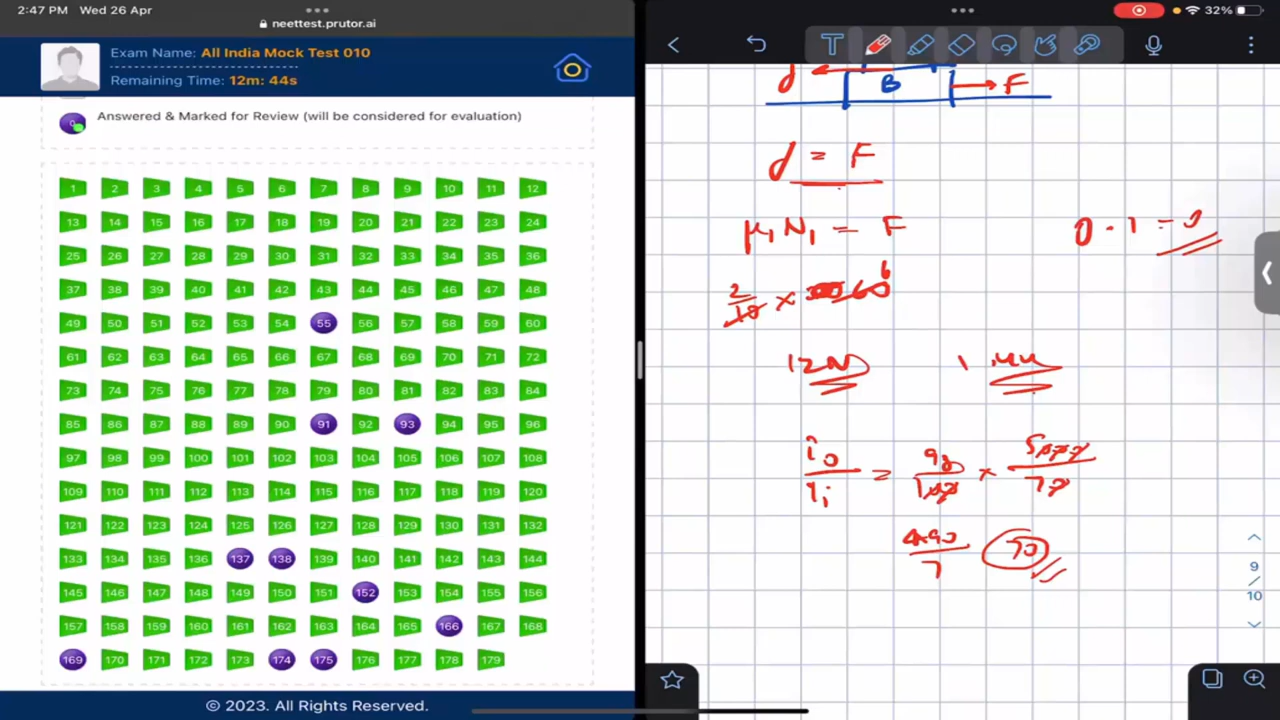 2:47 PM Wed 26 Apr
neettest.prutor.ai
Exam Name: All India Mock Test 010
Remaining Time: 12m: 44s
Answered & Marked for Review (will be considered for evaluation)
1 2 3 4 5 6 7 8 9 10 11 12
13 14 15 16 17 18 19 20 21 22 23 24
25 26 27 28 29 30 31 32 33 34 35 36
37 38 39 40 41 42 43 44 45 46 47 48
49 50 51 52 53 54 55 56 57 58 59 60
61 62 63 64 65 66 67 68 69 70 71 72
73 74 75 76 77 78 79 80 81 82 83 84
85 86 87 88 89 90 91 92 93 94 95 96
97 98 99 100 101 102 103 104 105 106 107 108
109 110 111 112 113 114 115 116 117 118 119 120
121 122 123 124 125 126 127 128 129 130 131 132
133 134 135 136 137 138 139 140 141 142 143 144
145 146 147 148 149 150 151 152 153 154 155 156
157 158 159 160 161 162 163 164 165 166 167 168
169 170 171 172 173 174 175 176 177 178 179
© 2023. All Rights Reserved.
32%
T
B F
= F
μ₁N₁ = F
2/10 × 6
12N
=
70
9
/
10